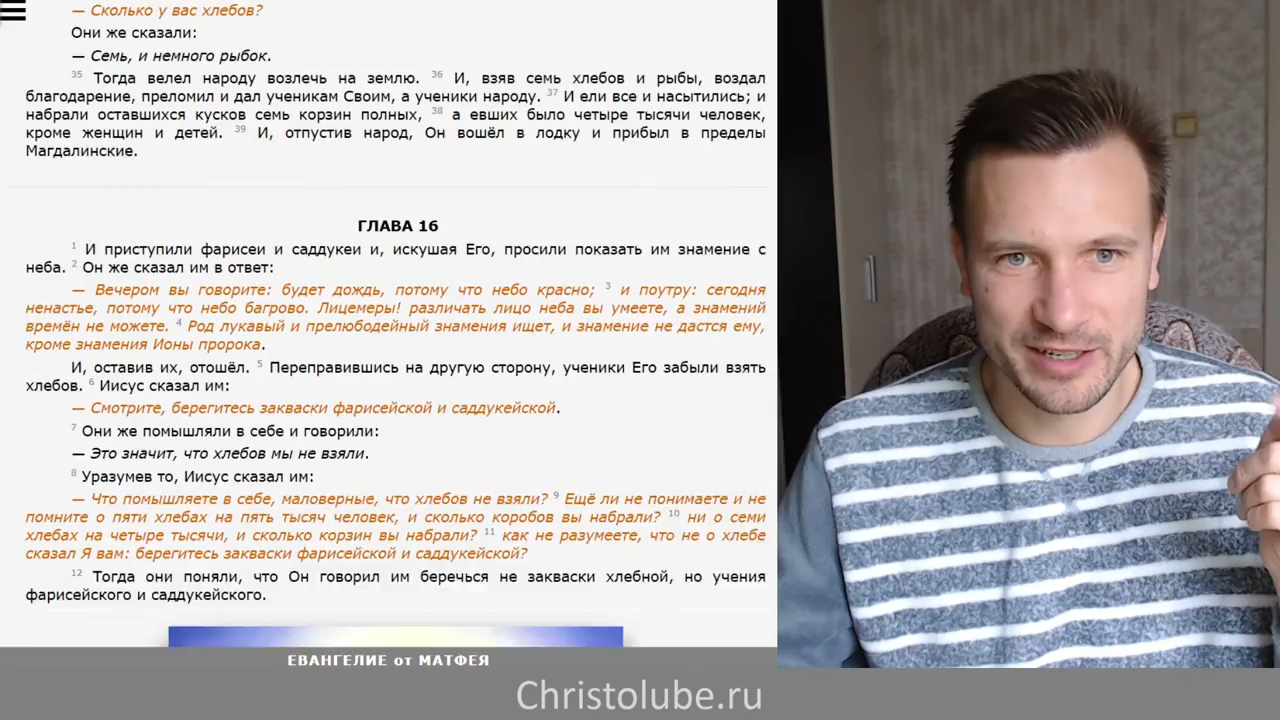 — Сколько у вас хлебов?
Они же сказали:
— Семь, и немного рыбок.
35 Тогда велел народу возлечь на землю. 36 И, взяв семь хлебов и рыбы, воздал
благодарение, преломил и дал ученикам Своим, а ученики народу. 37 И ели все и насытились; и
набрали оставшихся кусков семь корзин полных, 38 а евших было четыре тысячи человек,
кроме женщин и детей. 39 И, отпустив народ, Он вошёл в лодку и прибыл в пределы
Магдалинские.
ГЛАВА 16
1 И приступили фарисеи и саддукеи и, искушая Его, просили показать им знамение с
неба. 2 Он же сказал им в ответ:
— Вечером вы говорите: будет дождь, потому что небо красно; 3 и поутру: сегодня
ненастье, потому что небо багрово. Лицемеры! различать лицо неба вы умеете, а знамений
времён не можете. 4 Род лукавый и прелюбодейный знамения ищет, и знамение не дастся ему,
кроме знамения Ионы пророка.
И, оставив их, отошёл. 5 Переправившись на другую сторону, ученики Его забыли взять
хлебов. 6 Иисус сказал им:
— Смотрите, берегитесь закваски фарисейской и саддукейской.
7 Они же помышляли в себе и говорили:
— Это значит, что хлебов мы не взяли.
8 Уразумев то, Иисус сказал им:
— Что помышляете в себе, маловерные, что хлебов не взяли? 9 Ещё ли не понимаете и не
помните о пяти хлебах на пять тысяч человек, и сколько коробов вы набрали? 10 ни о семи
хлебах на четыре тысячи, и сколько корзин вы набрали? 11 как не разумеете, что не о хлебе
сказал Я вам: берегитесь закваски фарисейской и саддукейской?
12 Тогда они поняли, что Он говорил им беречься не закваски хлебной, но учения
фарисейского и саддукейского.
ЕВАНГЕЛИЕ от МАТФЕЯ
Christolube.ru